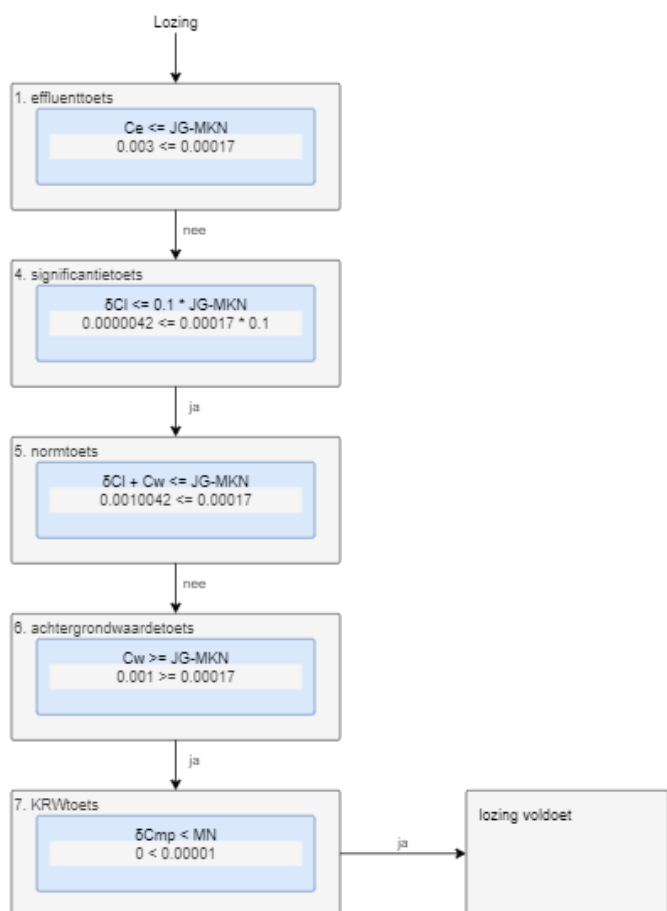 Lozing
1. effluenttoets
Ce <= JG-MKN
0.003 <= 0.00017
nee
4. significantietoets
δCl <= 0.1 * JG-MKN
0.0000042 <= 0.00017 * 0.1
ja
5. normtoets
δCl + Cw <= JG-MKN
0.0010042 <= 0.00017
nee
6. achtergrondwaardetoets
Cw >= JG-MKN
0.001 >= 0.00017
ja
7. KRWtoets
δCmp < MN
0 < 0.00001
ja
lozing voldoet